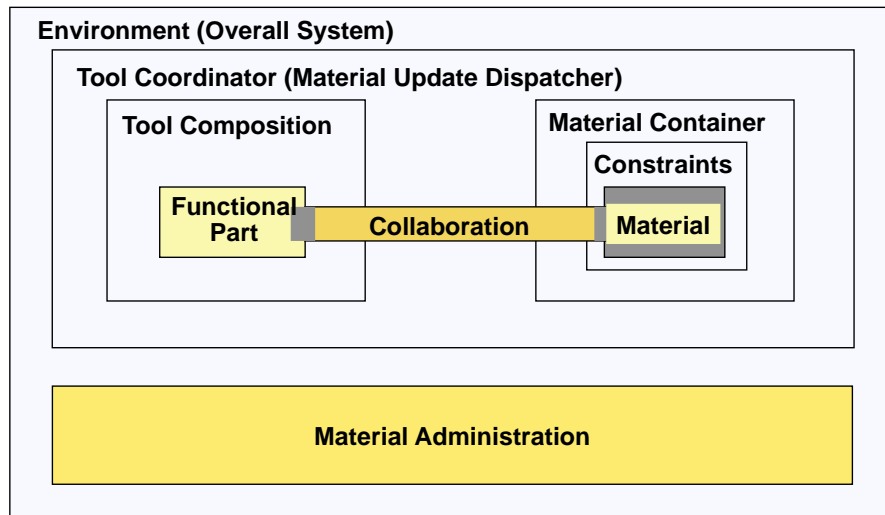 Environment (Overall System)
Tool Coordinator (Material Update Dispatcher)
Tool Composition
Material Container
Constraints
Functional
Part
Collaboration
Material
Material Administration